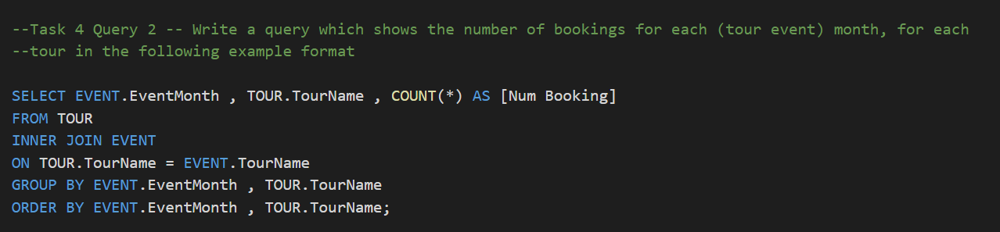 --Task 4 Query 2 -- Write a query which shows the number of bookings for each (tour event) month, for each
--tour in the following example format
SELECT EVENT.EventMonth , TOUR.TourName , COUNT(*) AS [Num Booking]
FROM TOUR
INNER JOIN EVENT
ON TOUR.TourName = EVENT.TourName
GROUP BY EVENT.EventMonth , TOUR.TourName
ORDER BY EVENT.EventMonth , TOUR.TourName;